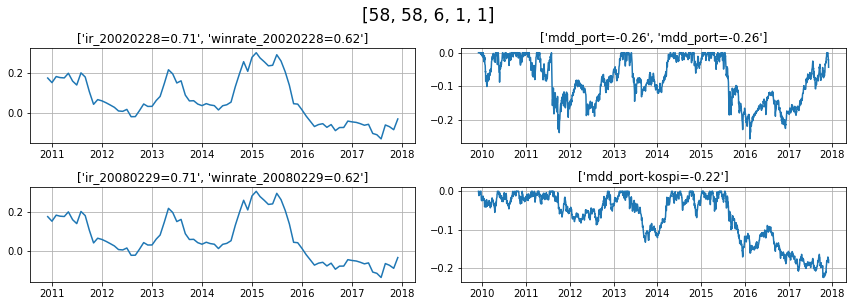 [58, 58, 6, 1, 1]
['ir_20020228=0.71', 'winrate_20020228=0.62']
0.2
0.0
2011 2012 2013 2014 2015 2016 2017 2018
['mdd_port=-0.26', 'mdd_port=-0.26']
0.0
−0.1
−0.2
2010 2011 2012 2013 2014 2015 2016 2017 2018
['ir_20080229=0.71', 'winrate_20080229=0.62']
0.2
0.0
2011 2012 2013 2014 2015 2016 2017 2018
['mdd_port-kospi=-0.22']
0.0
−0.1
−0.2
2010 2011 2012 2013 2014 2015 2016 2017 2018